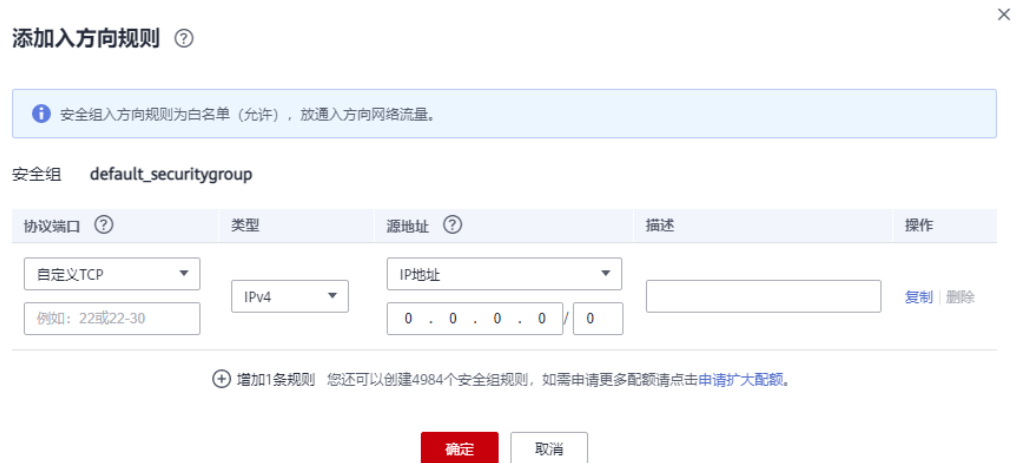 添加入方向规则 ?
安全组入方向规则为白名单（允许），放通入方向网络流量。
安全组 default_securitygroup
协议端口 ? 类型 源地址 ? 描述 操作
自定义TCP IP地址
IPv4 复制 | 删除
例如：22或22-30 0 . 0 . 0 . 0 / 0
增加1条规则 您还可以创建4984个安全组规则，如需申请更多配额请点击申请扩大配额。
确定 取消